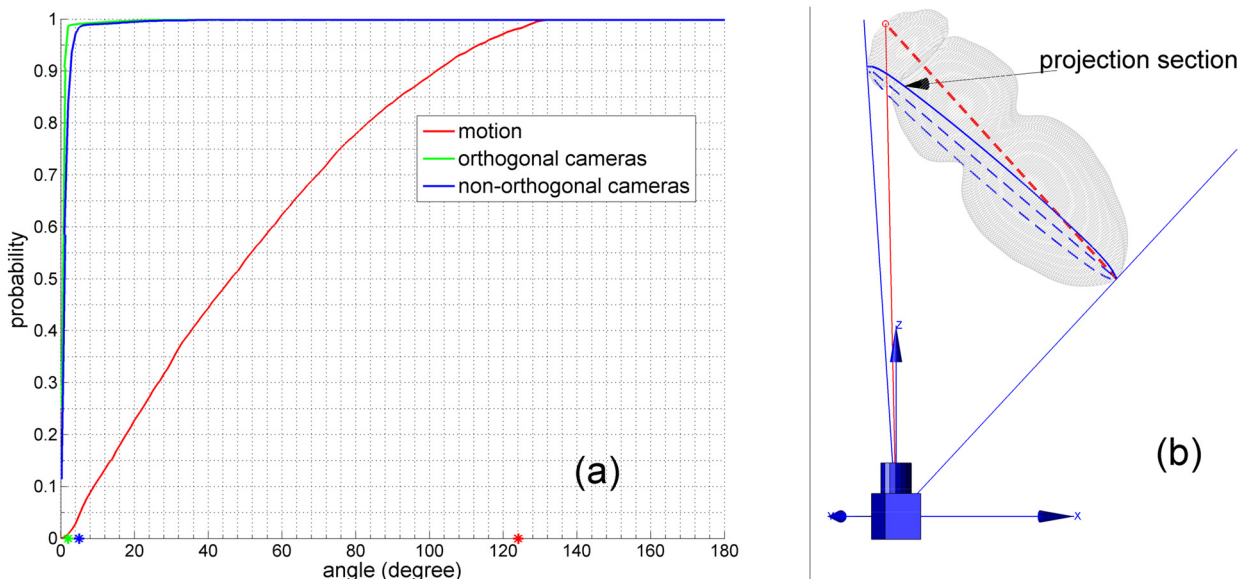 1
0.9
0.8
0.7
0.6
0.5
0.4
0.3
0.2
0.1
0
probability
0 20 40 60 80 100 120 140 160 180
angle (degree)
motion
orthogonal cameras
non-orthogonal cameras
(a)
projection section
Z
Y
X
(b)